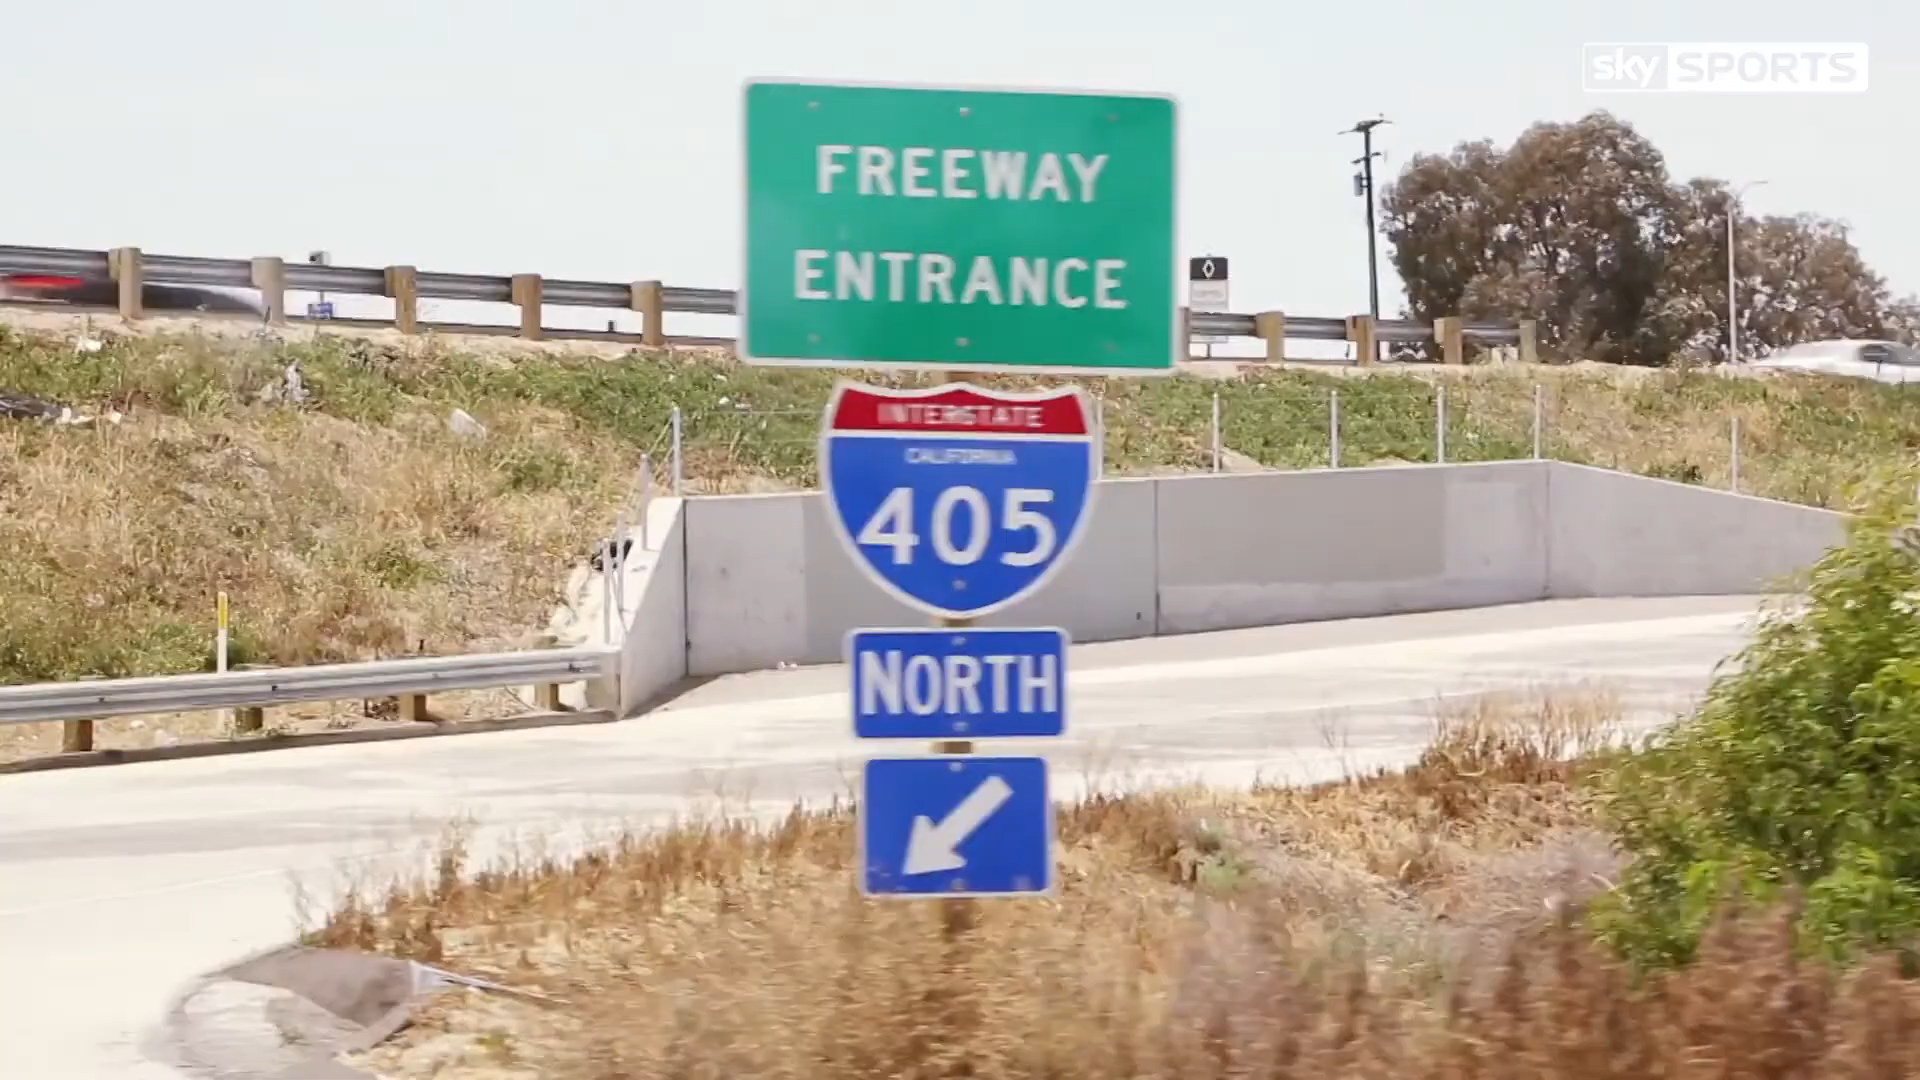 sky SPORTS
FREEWAY
ENTRANCE
INTERSTATE
CALIFORNIA
405
NORTH